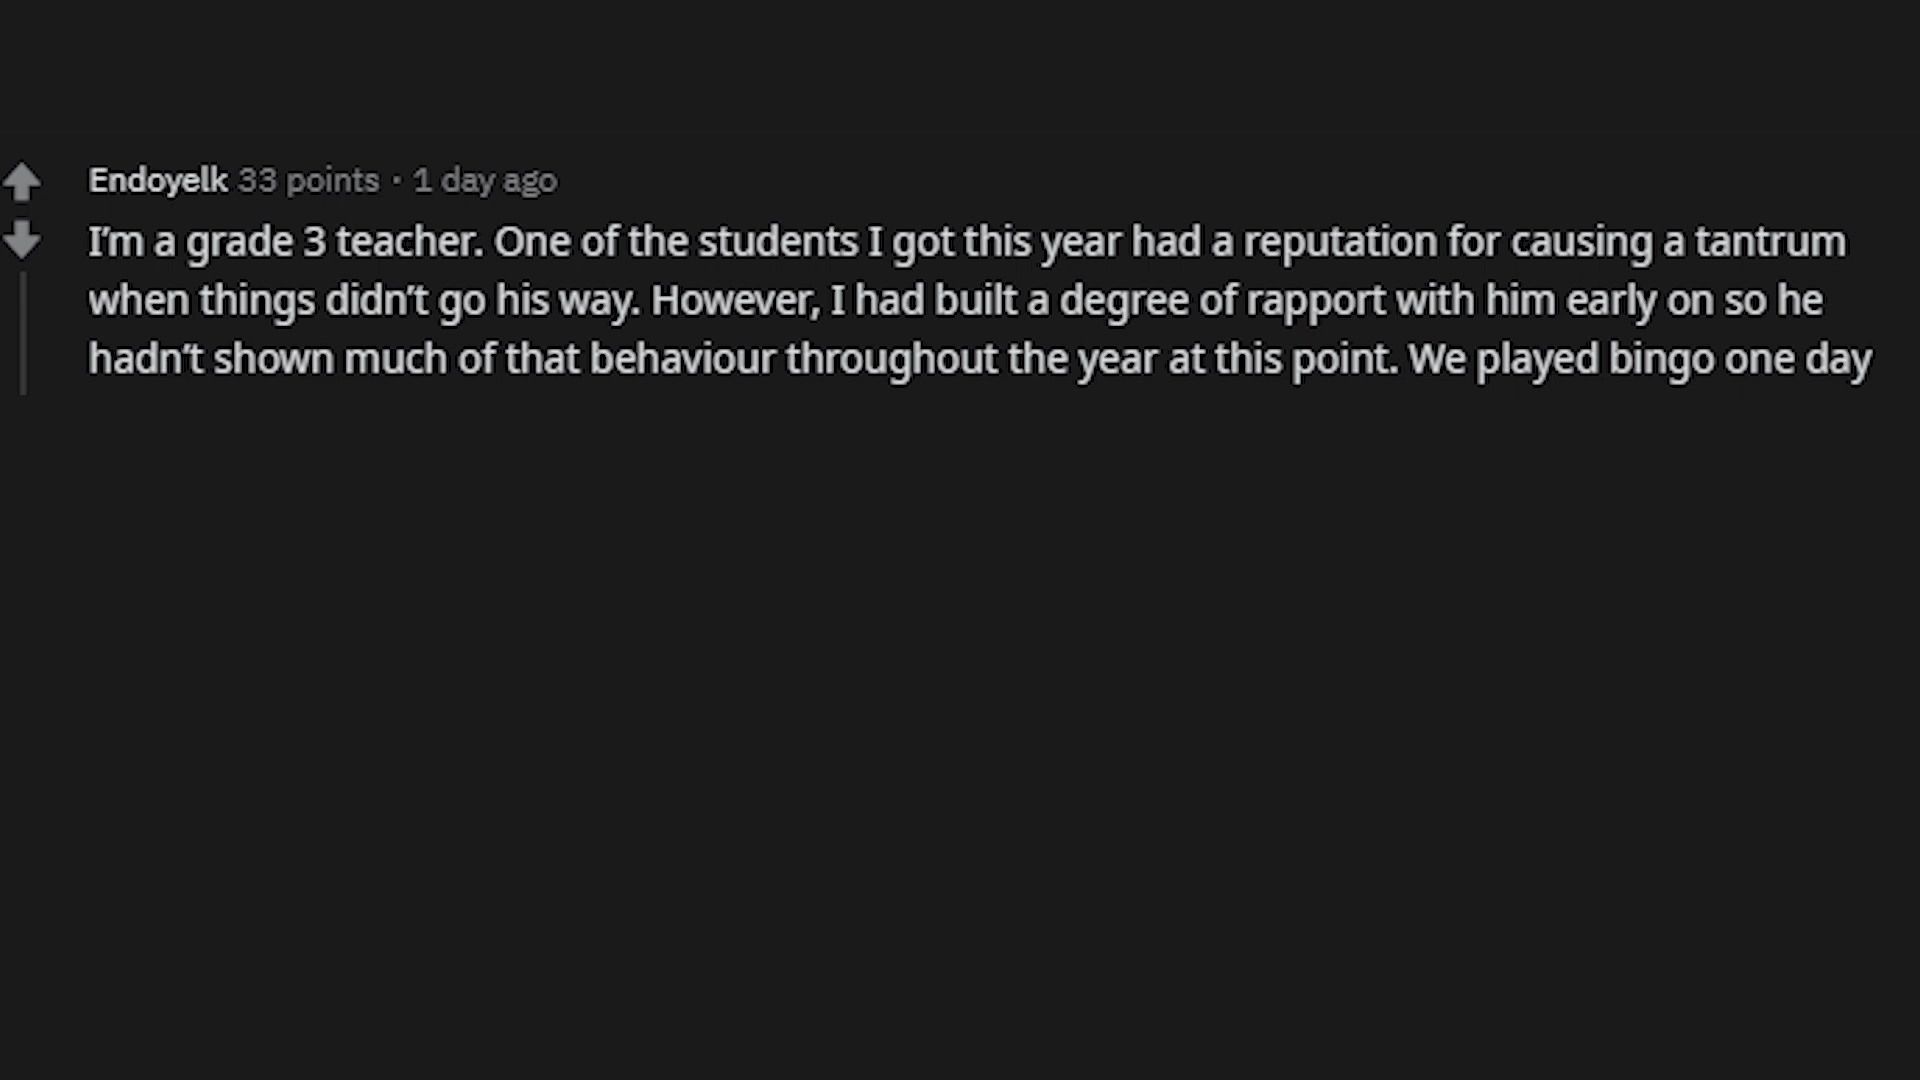 Endoyelk 33 points · 1 day ago
I’m a grade 3 teacher. One of the students I got this year had a reputation for causing a tantrum
when things didn’t go his way. However, I had built a degree of rapport with him early on so he
hadn’t shown much of that behaviour throughout the year at this point. We played bingo one day